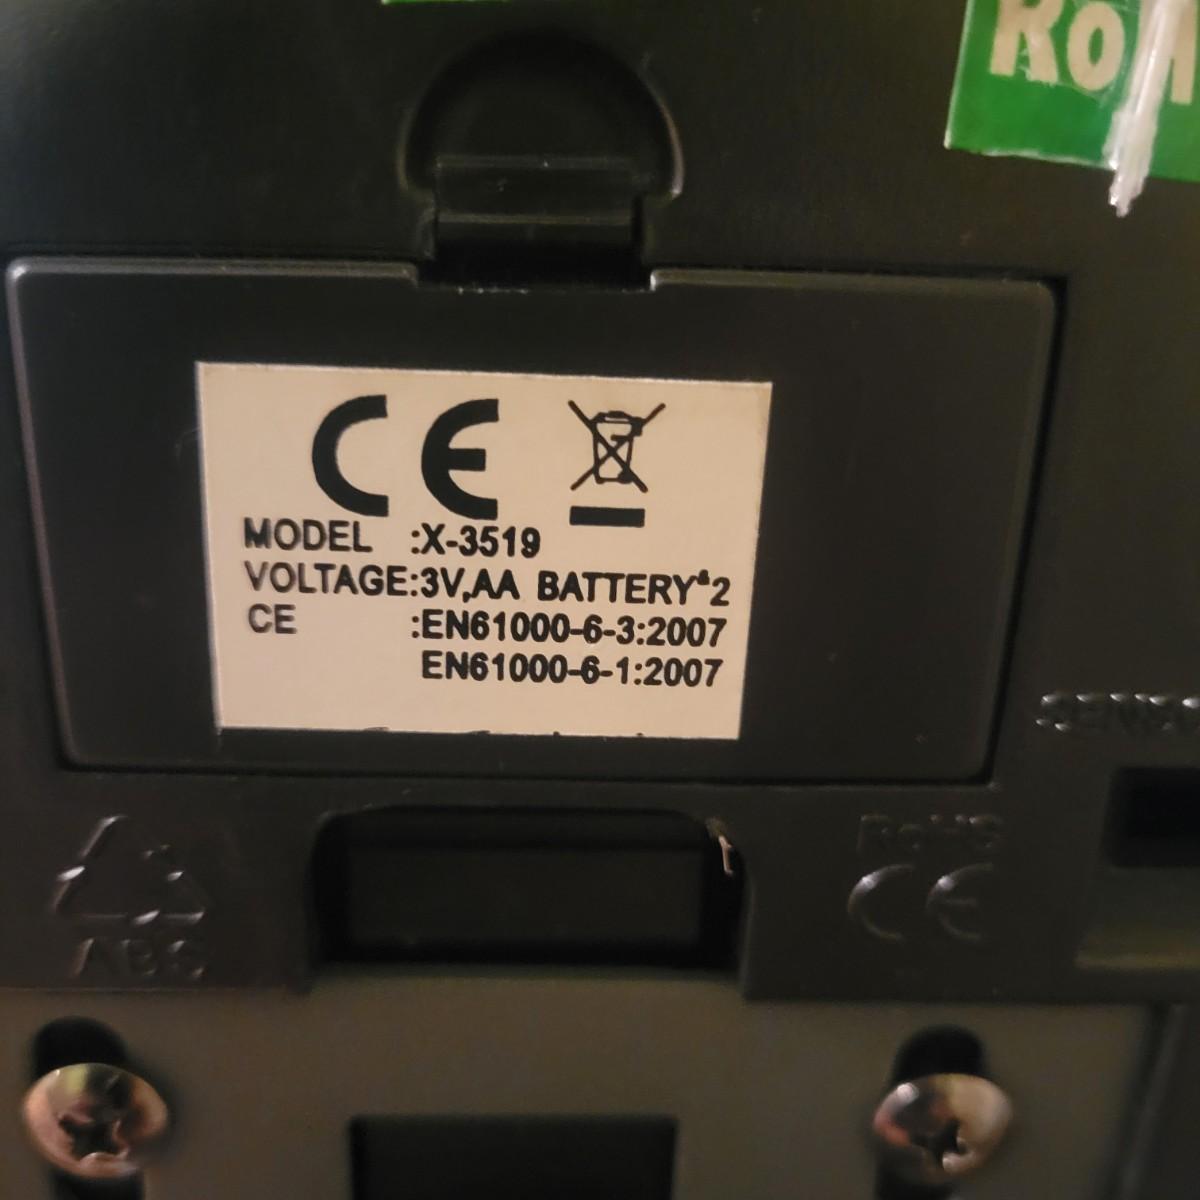 RoH
CE
MODEL :X-3519
VOLTAGE:3V,AA BATTERY*2
CE :EN61000-6-3:2007
EN61000-6-1:2007
RoHS
CE
ABS